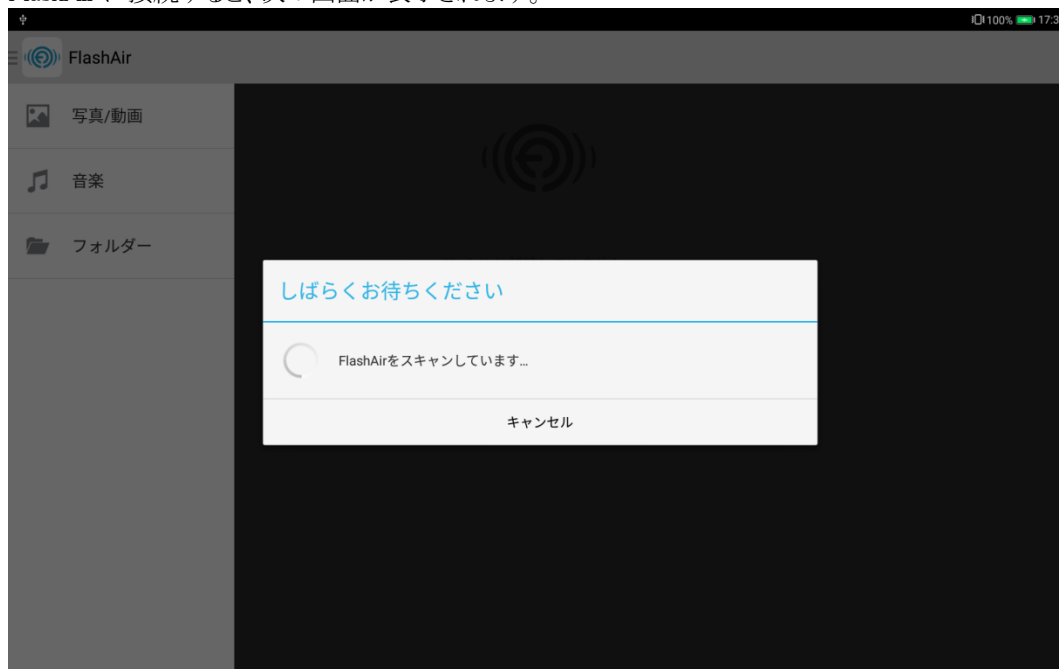 100% 17:3
FlashAir
写真/動画
音楽
フォルダー
しばらくお待ちください
FlashAirをスキャンしています...
キャンセル